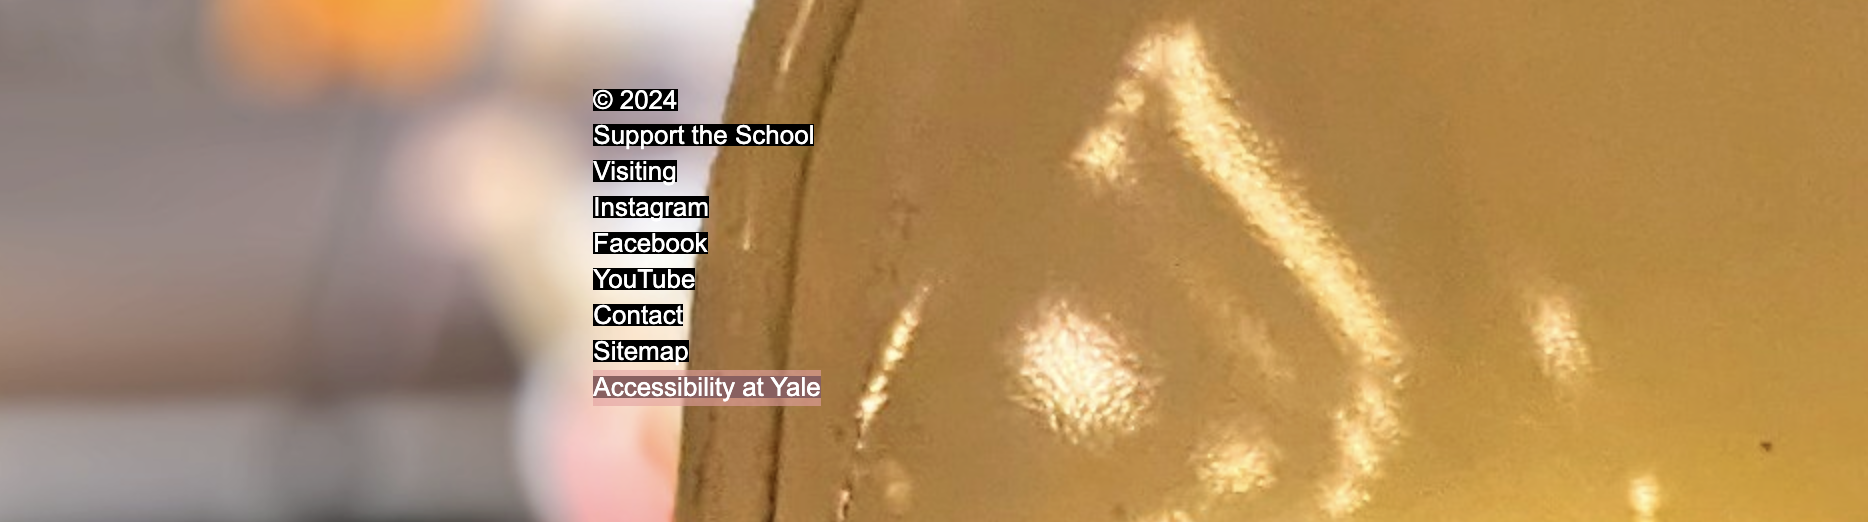 © 2024
Support the School
Visiting
Instagram
Facebook
YouTube
Contact
Sitemap
Accessibility at Yale